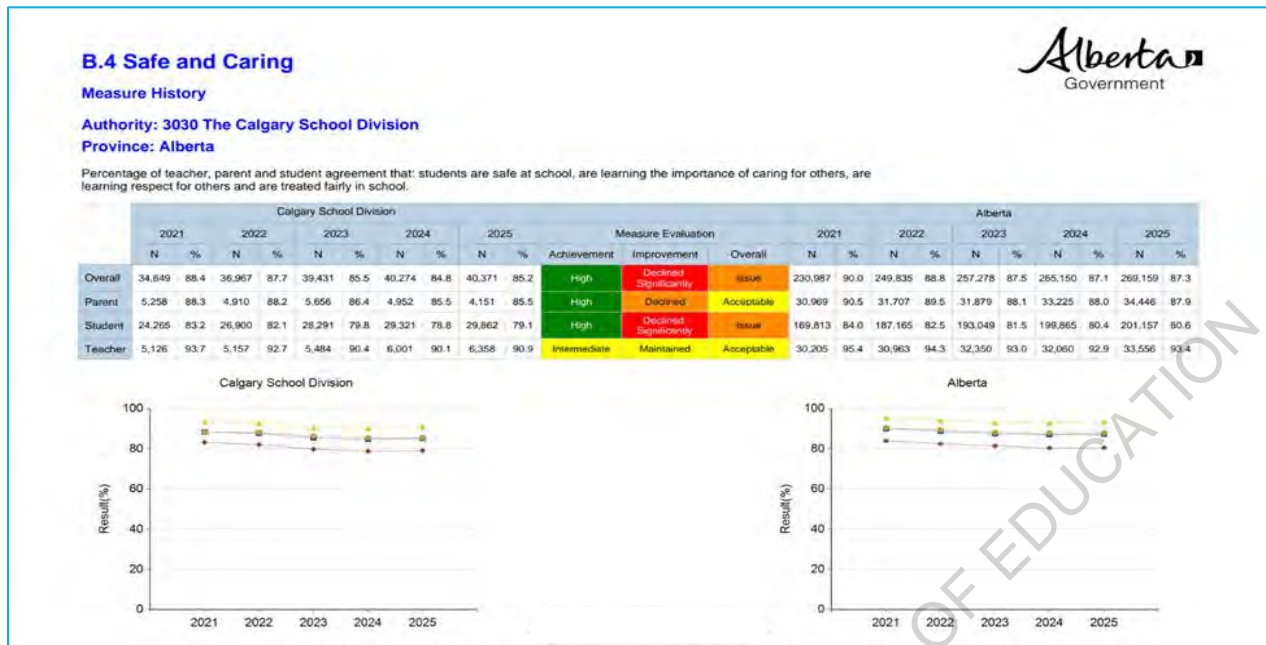 Alberta
Government
B.4 Safe and Caring
Measure History
Authority: 3030 The Calgary School Division
Province: Alberta
Percentage of teacher, parent and student agreement that: students are safe at school, are learning the importance of caring for others, are
learning respect for others and are treated fairly in school.
Calgary School Division Alberta
2021 2022 2023 2024 2025 Measure Evaluation 2021 2022 2023 2024 2025
N % N % N % N % N % Achievement Improvement Overall N % N % N % N % N %
Overall 34,649 88.4 36,967 87.7 39,431 85.5 40,274 84.8 40,371 85.2 High Declined Significantly Issue 230,987 90.0 249,835 88.8 257,278 87.5 265,150 87.1 269,159 87.3
Parent 5,258 88.3 4,910 88.2 5,656 86.4 4,952 85.5 4,151 85.5 High Declined Acceptable 30,969 90.5 31,707 89.5 31,879 88.1 33,225 88.0 34,446 87.9
Student 24,265 83.2 26,900 82.1 28,291 79.8 29,321 78.8 29,862 79.1 High Declined Significantly Issue 169,813 84.0 187,165 82.5 193,049 81.5 199,865 80.4 201,157 80.6
Teacher 5,126 93.7 5,157 92.7 5,484 90.4 6,001 90.1 6,358 90.9 Intermediate Maintained Acceptable 30,205 95.4 30,963 94.3 32,350 93.0 32,060 92.9 33,556 93.4
Calgary School Division
100
80
60
40
20
0
Result(%)
2021 2022 2023 2024 2025
Alberta
100
80
60
40
20
0
Result(%)
2021 2022 2023 2024 2025
OF EDUCATION